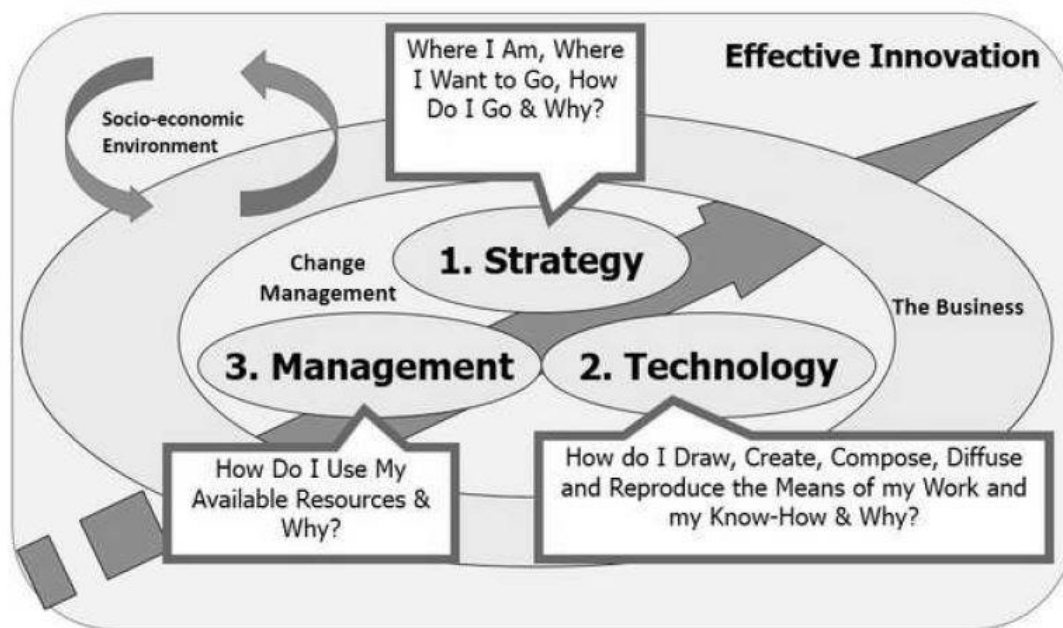 Where I Am, Where
I Want to Go, How
Do I Go & Why?
Effective Innovation
Socio-economic
Environment
1. Strategy
Change
Management
The Business
3. Management
2. Technology
How Do I Use My
Available Resources &
Why?
How do I Draw, Create, Compose, Diffuse
and Reproduce the Means of my Work and
my Know-How & Why?